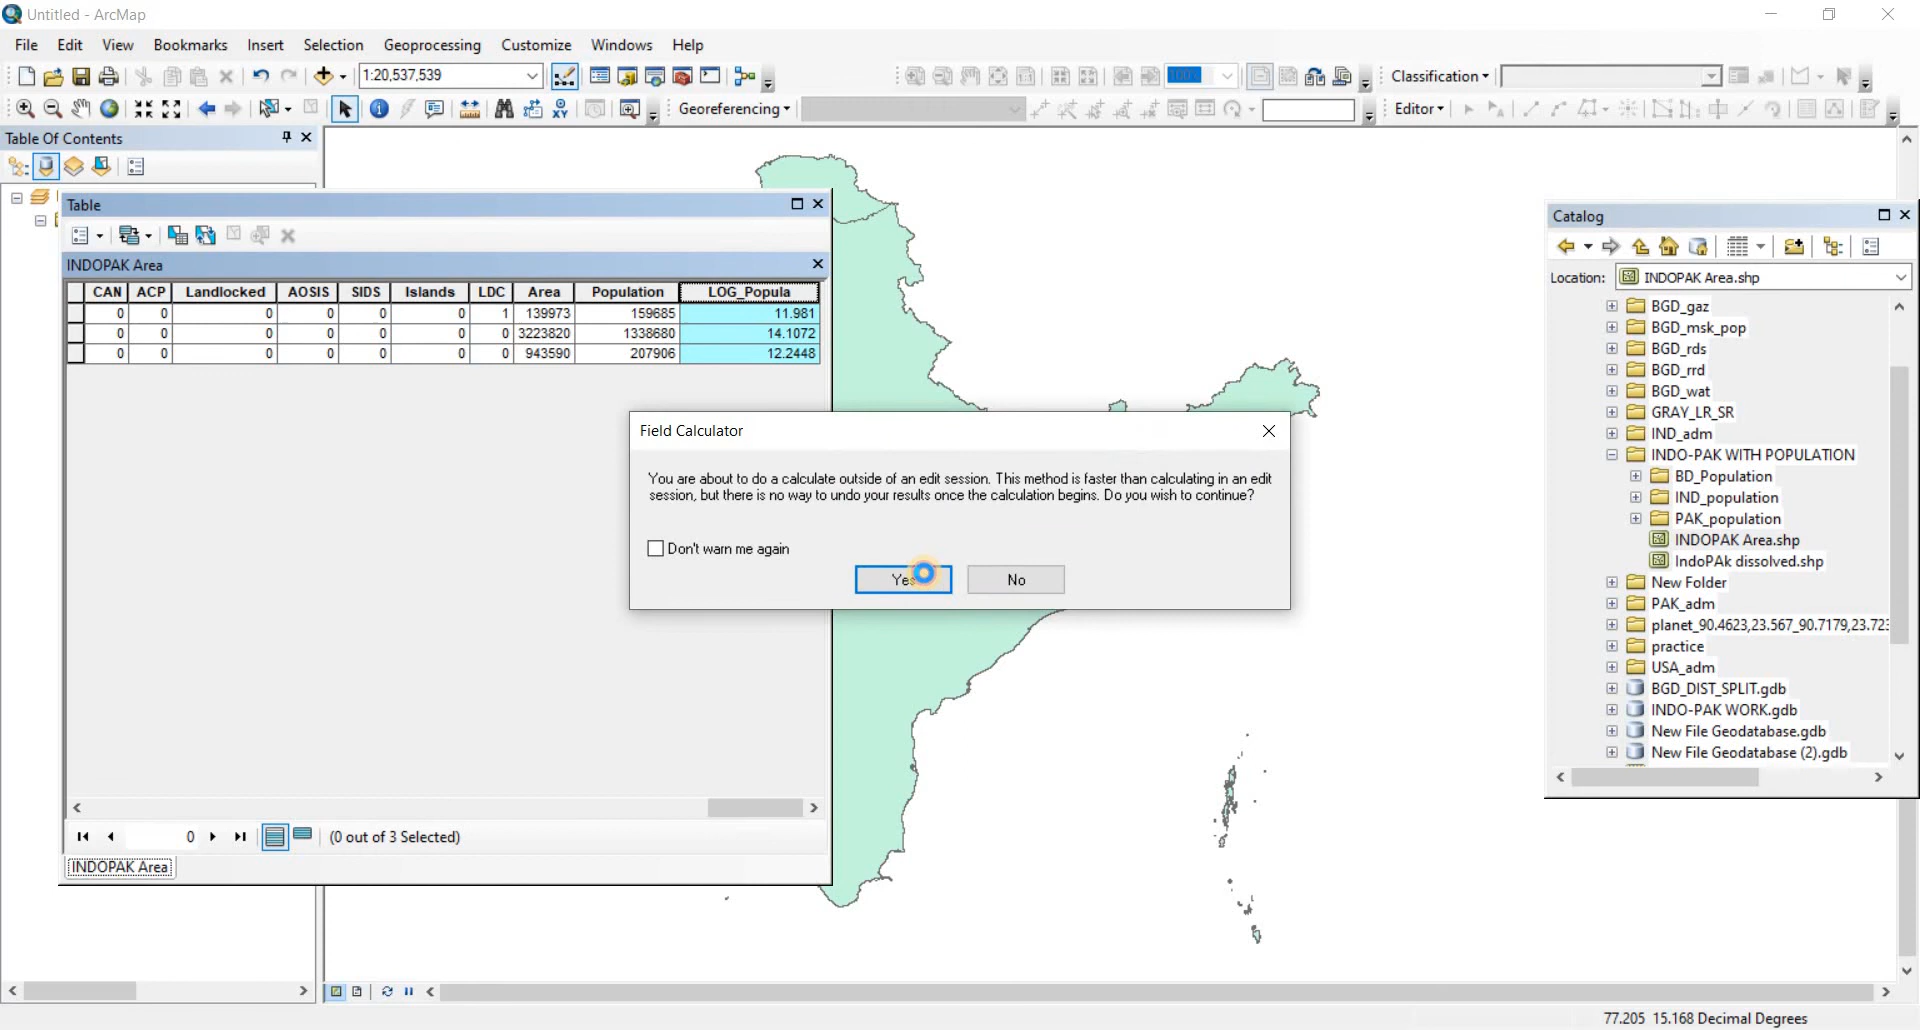 Untitled - ArcMap
File Edit View Bookmarks Insert Selection Geoprocessing Customize Windows Help
1:20,537,539
Classification
Georeferencing
Editor
Table Of Contents
Table
INDOPAK Area
CAN ACP Landlocked AOSIS SIDS Islands LDC Area Population LOG_Popula
0 0 0 0 0 0 1 139973 159685 11.981
0 0 0 0 0 0 0 3223820 1338680 14.1072
0 0 0 0 0 0 0 943590 207906 12.2448
0
(0 out of 3 Selected)
INDOPAK Area
Field Calculator
You are about to do a calculate outside of an edit session. This method is faster than calculating in an edit
session, but there is no way to undo your results once the calculation begins. Do you wish to continue?
Don't warn me again
Yes
No
Catalog
Location: INDOPAK Area.shp
BGD_gaz
BGD_msk_pop
BGD_rds
BGD_rrd
BGD_wat
GRAY_LR_SR
IND_adm
INDO-PAK WITH POPULATION
BD_Population
IND_population
PAK_population
INDOPAK Area.shp
IndoPAk dissolved.shp
New Folder
PAK_adm
planet_90.4623,23.567_90.7179,23.723
practice
USA_adm
BGD_DIST_SPLIT.gdb
INDO-PAK WORK.gdb
New File Geodatabase.gdb
New File Geodatabase (2).gdb
77.205 15.168 Decimal Degrees